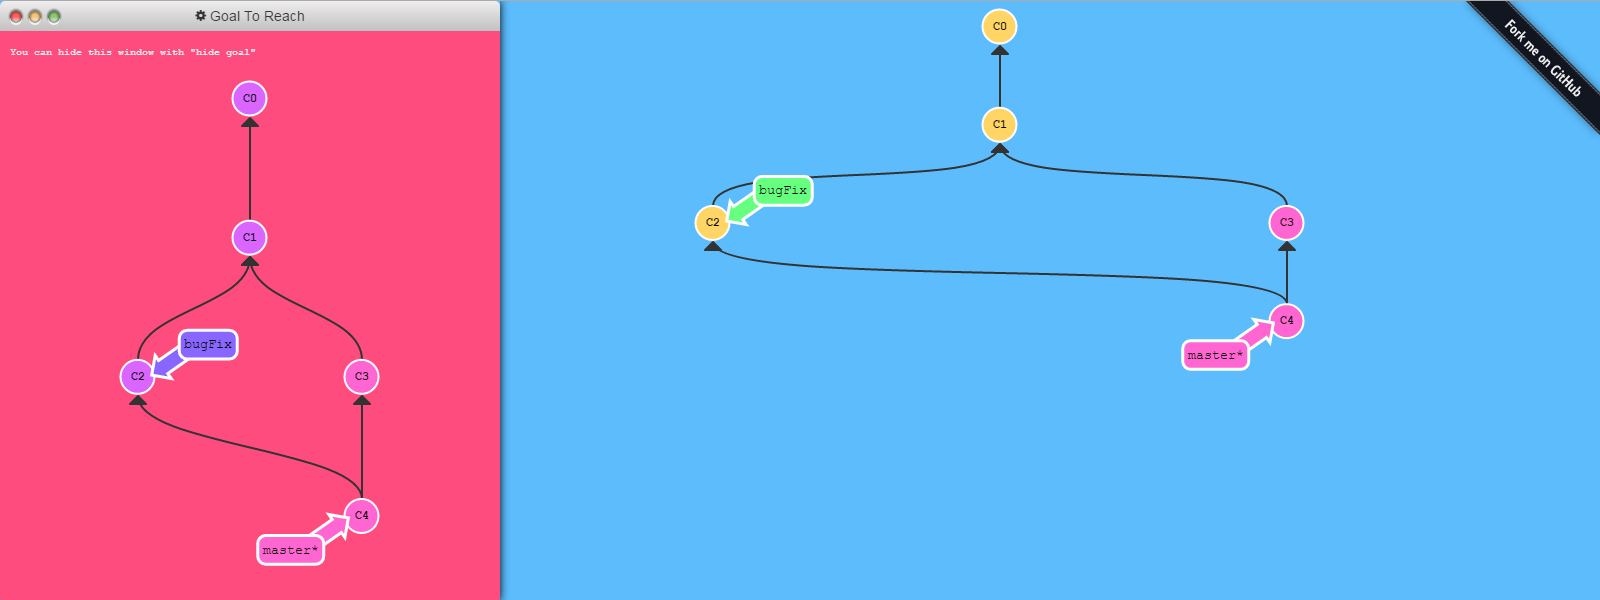 Goal To Reach
You can hide this window with "hide goal"
C0
C1
bugFix
C2
C3
C4
master*
C0
C1
bugFix
C2
C3
C4
master*
Fork me on GitHub